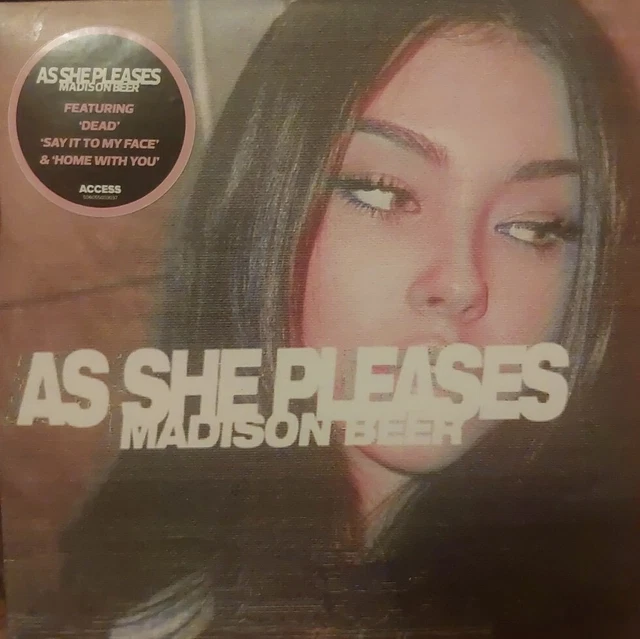 AS SHE PLEASES
MADISON BEER
FEATURING
'DEAD'
'SAY IT TO MY FACE'
& 'HOME WITH YOU'
ACCESS
AS SHE PLEASES
MADISON BEER